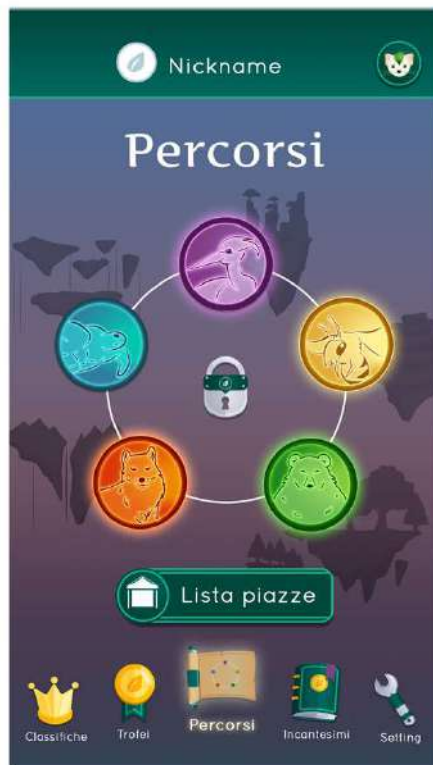 Nickname
Percorsi
Lista piazze
Classifiche
Trofei
Percorsi
Incantesimi
Setting